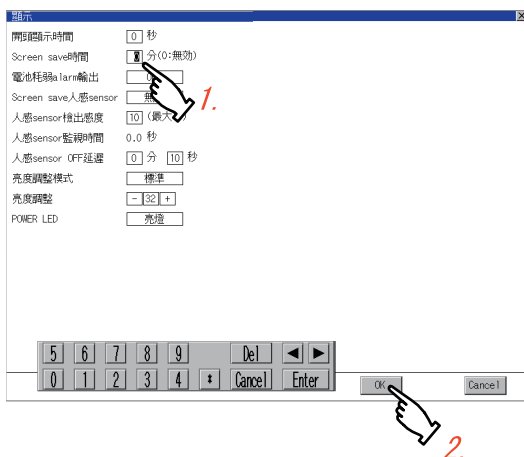 顯示
開頭顯示時間 0 秒
Screen save時間 0 分(0:無効)
電池耗弱alarm輸出
Screen save人感sensor 無
人感sensor檢出感度 10 (最大
人感sensor監視時間 0.0 秒
人感sensor OFF延遲 0 分 10 秒
亮度調整模式 標準
亮度調整 - 32 +
POWER LED 亮燈
1.
5 6 7 8 9 Del ◀ ▶
0 1 2 3 4 Cancel Enter
OK Cancel
2.